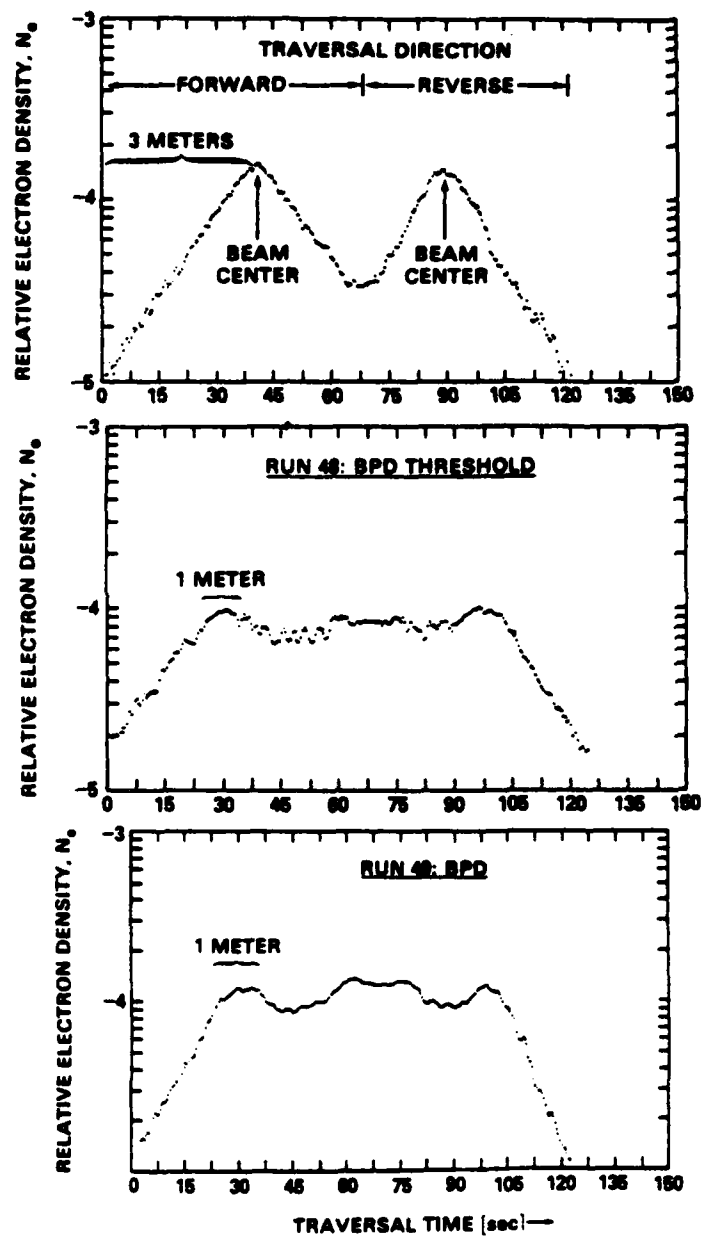 RELATIVE ELECTRON DENSITY, Ne
-3
-4
-5
TRAVERSAL DIRECTION
FORWARD
REVERSE
3 METERS
BEAM
CENTER
BEAM
CENTER
0 15 30 45 60 75 90 105 120 135 150
RELATIVE ELECTRON DENSITY, Ne
-3
-4
-5
RUN 48: BPD THRESHOLD
1 METER
0 15 30 45 60 75 90 105 120 135 150
RELATIVE ELECTRON DENSITY, Ne
-3
-4
RUN 49: BPD
1 METER
0 15 30 45 60 75 90 105 120 135 150
TRAVERSAL TIME [sec]